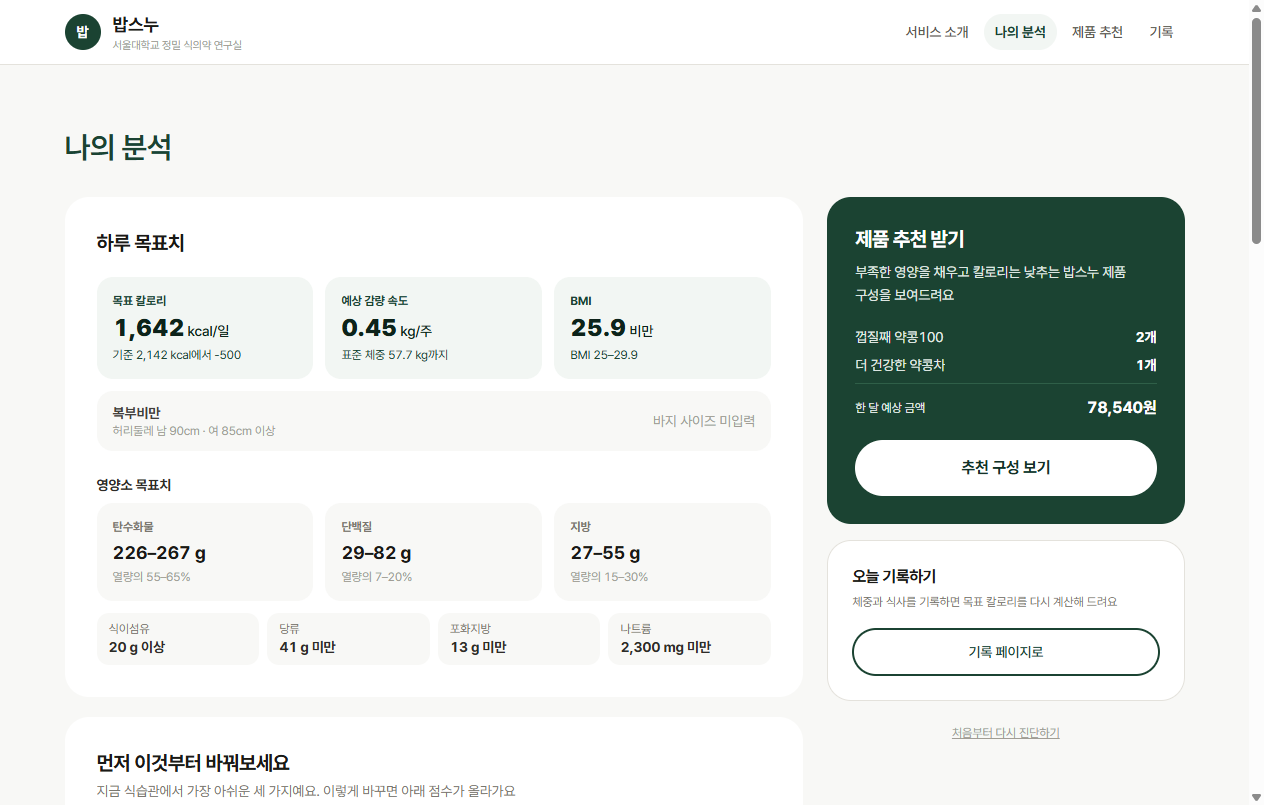 밥
밥스누
서울대학교 정밀 식의약 연구실
서비스 소개
나의 분석
제품 추천
기록
나의 분석
하루 목표치
목표 칼로리
1,642 kcal/일
기준 2,142 kcal에서 -500
예상 감량 속도
0.45 kg/주
표준 체중 57.7 kg까지
BMI
25.9 비만
BMI 25–29.9
복부비만
허리둘레 남 90cm · 여 85cm 이상
바지 사이즈 미입력
영양소 목표치
탄수화물
226–267 g
열량의 55–65%
단백질
29–82 g
열량의 7–20%
지방
27–55 g
열량의 15–30%
식이섬유
20 g 이상
당류
41 g 미만
포화지방
13 g 미만
나트륨
2,300 mg 미만
먼저 이것부터 바꿔보세요
지금 식습관에서 가장 아쉬운 세 가지예요. 이렇게 바꾸면 아래 점수가 올라가요
제품 추천 받기
부족한 영양을 채우고 칼로리는 낮추는 밥스누 제품
구성을 보여드려요
껍질째 약콩100
2개
더 건강한 약콩차
1개
한 달 예상 금액
78,540원
추천 구성 보기
오늘 기록하기
체중과 식사를 기록하면 목표 칼로리를 다시 계산해 드려요
기록 페이지로
처음부터 다시 진단하기